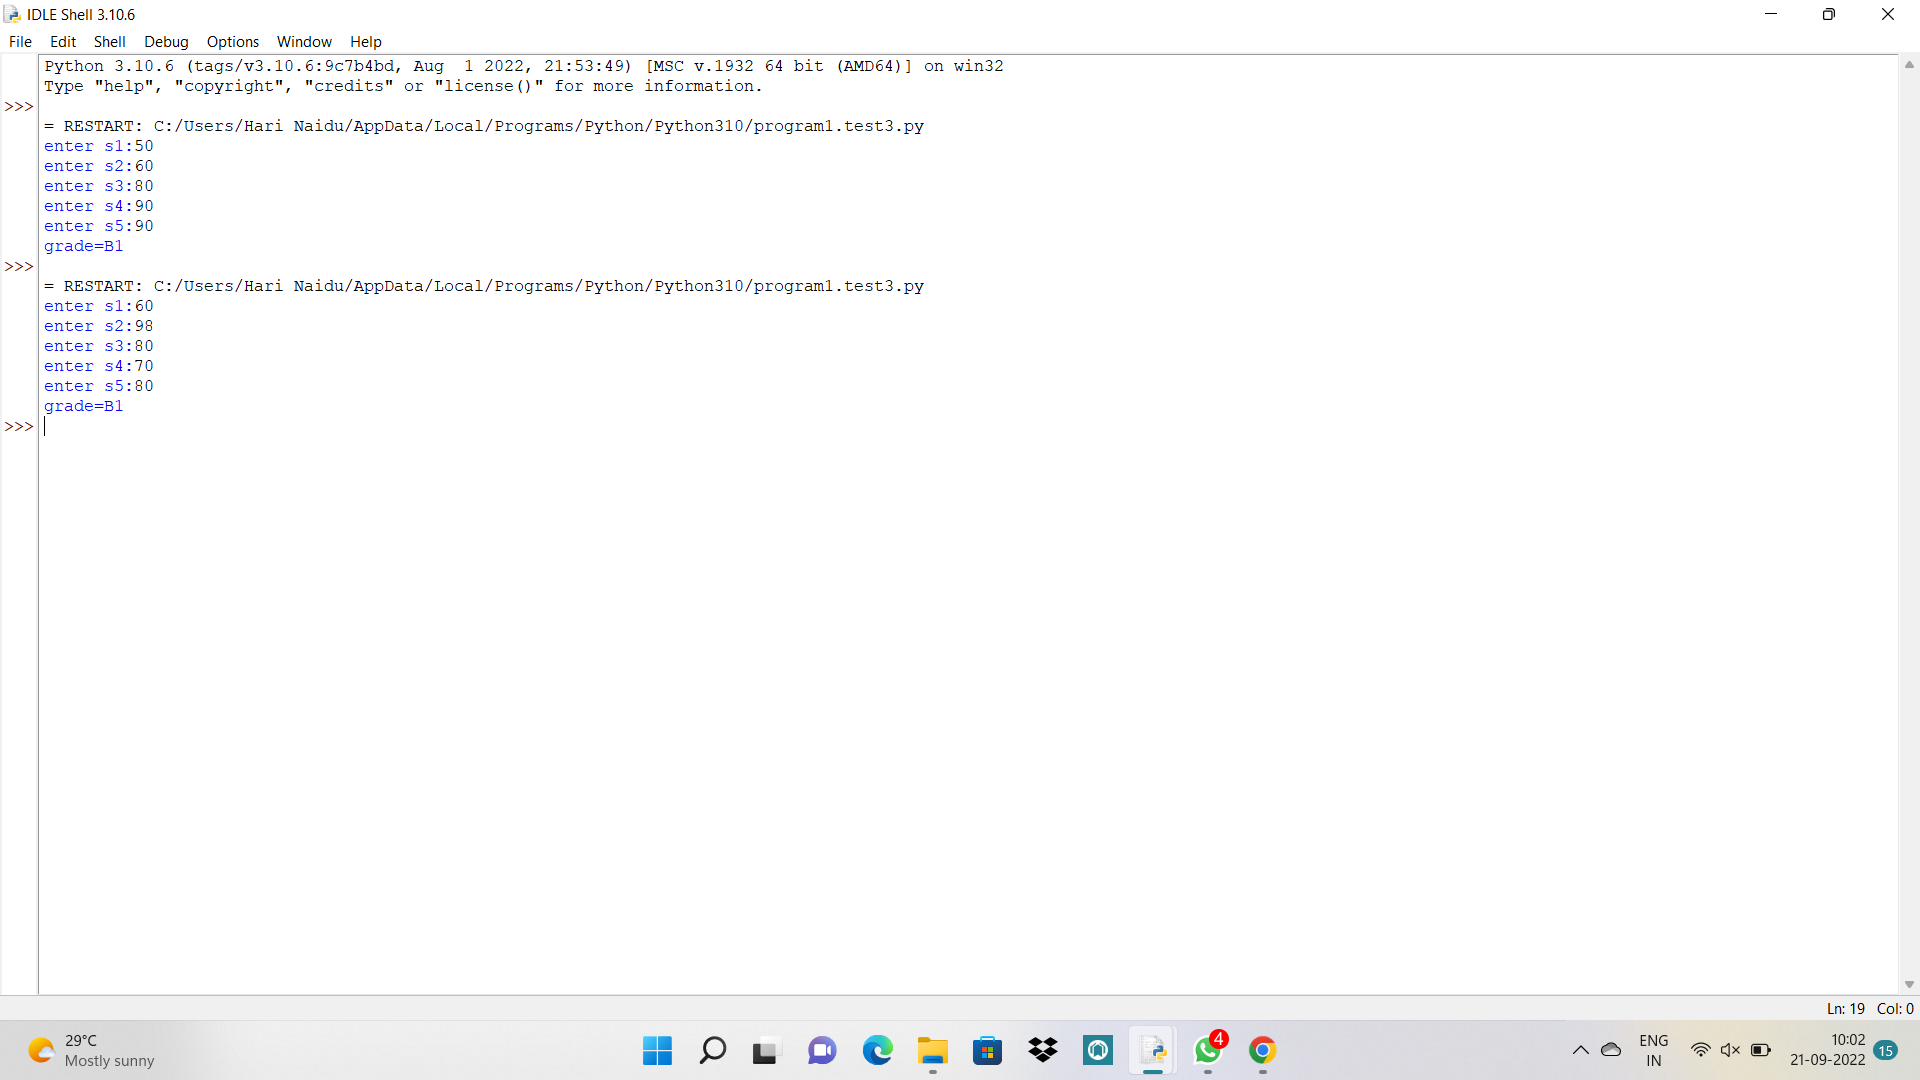 IDLE Shell 3.10.6
File Edit Shell Debug Options Window Help
Python 3.10.6 (tags/v3.10.6:9c7b4bd, Aug  1 2022, 21:53:49) [MSC v.1932 64 bit (AMD64)] on win32
Type "help", "copyright", "credits" or "license()" for more information.
>>>
= RESTART: C:/Users/Hari Naidu/AppData/Local/Programs/Python/Python310/program1.test3.py
enter s1:50
enter s2:60
enter s3:80
enter s4:90
enter s5:90
grade=B1
>>>
= RESTART: C:/Users/Hari Naidu/AppData/Local/Programs/Python/Python310/program1.test3.py
enter s1:60
enter s2:98
enter s3:80
enter s4:70
enter s5:80
grade=B1
>>>
Ln: 19 Col: 0
29°C
Mostly sunny
4
ENG
IN
10:02
21-09-2022
15